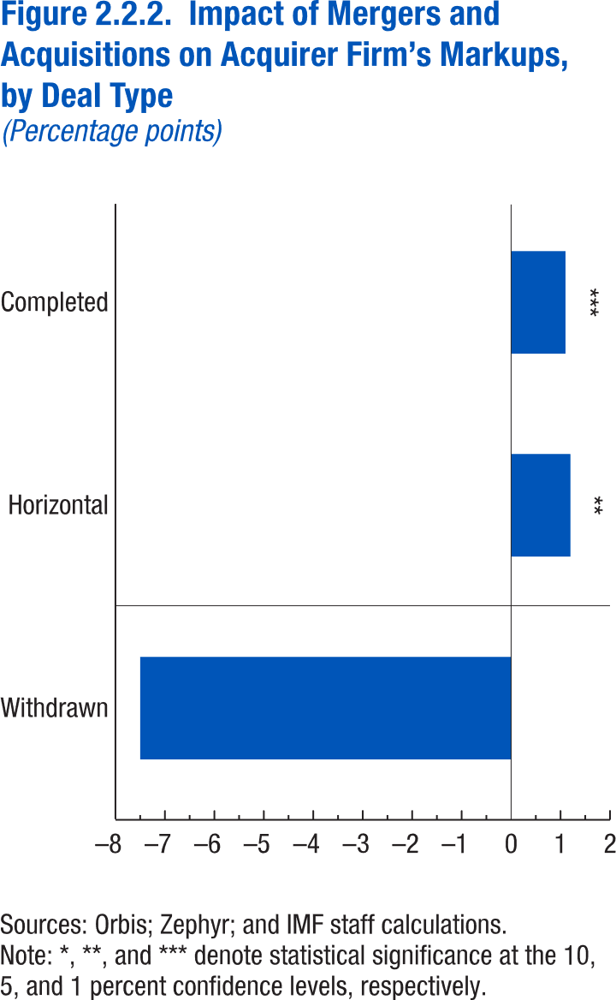 Figure 2.2.2. Impact of Mergers and
Acquisitions on Acquirer Firm’s Markups,
by Deal Type
(Percentage points)
Completed
***
Horizontal
**
Withdrawn
–8 –7 –6 –5 –4 –3 –2 –1 0 1 2
Sources: Orbis; Zephyr; and IMF staff calculations.
Note: *, **, and *** denote statistical significance at the 10,
5, and 1 percent confidence levels, respectively.